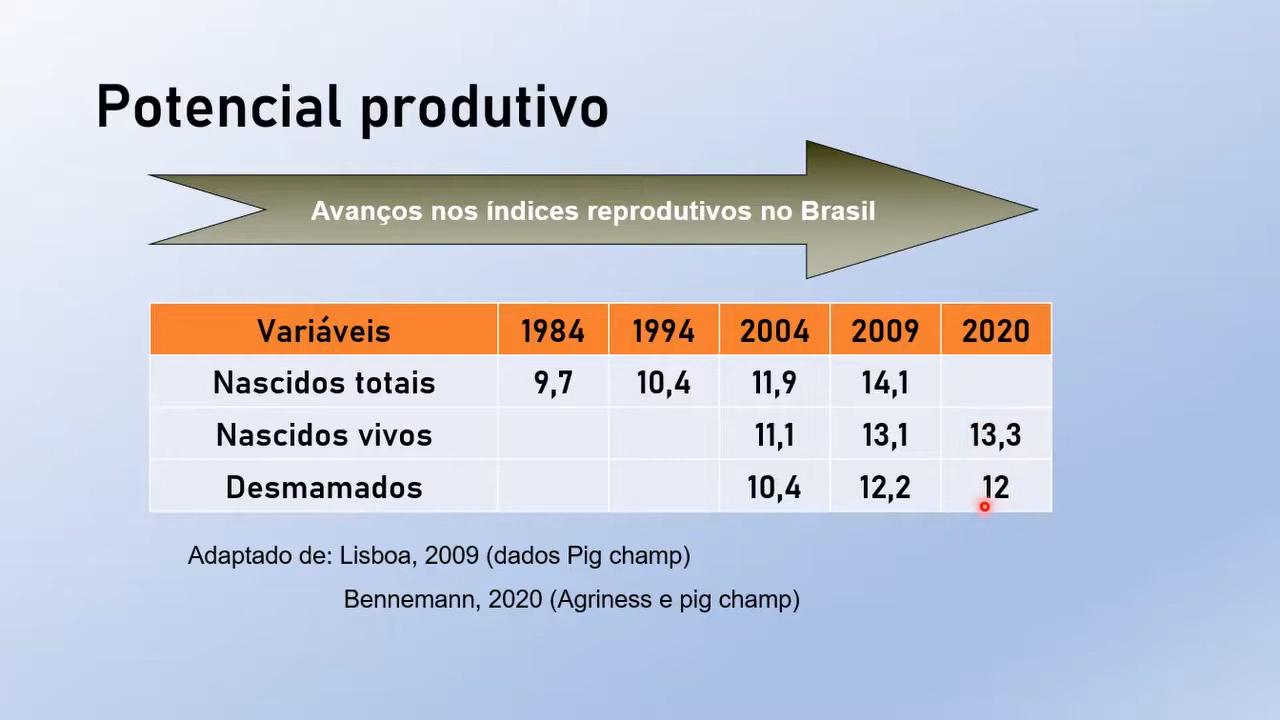 Potencial produtivo
Avanços nos índices reprodutivos no Brasil
Variáveis 1984 1994 2004 2009 2020
Nascidos totais 9,7 10,4 11,9 14,1
Nascidos vivos 11,1 13,1 13,3
Desmamados 10,4 12,2 12
Adaptado de: Lisboa, 2009 (dados Pig champ)
Bennemann, 2020 (Agriness e pig champ)